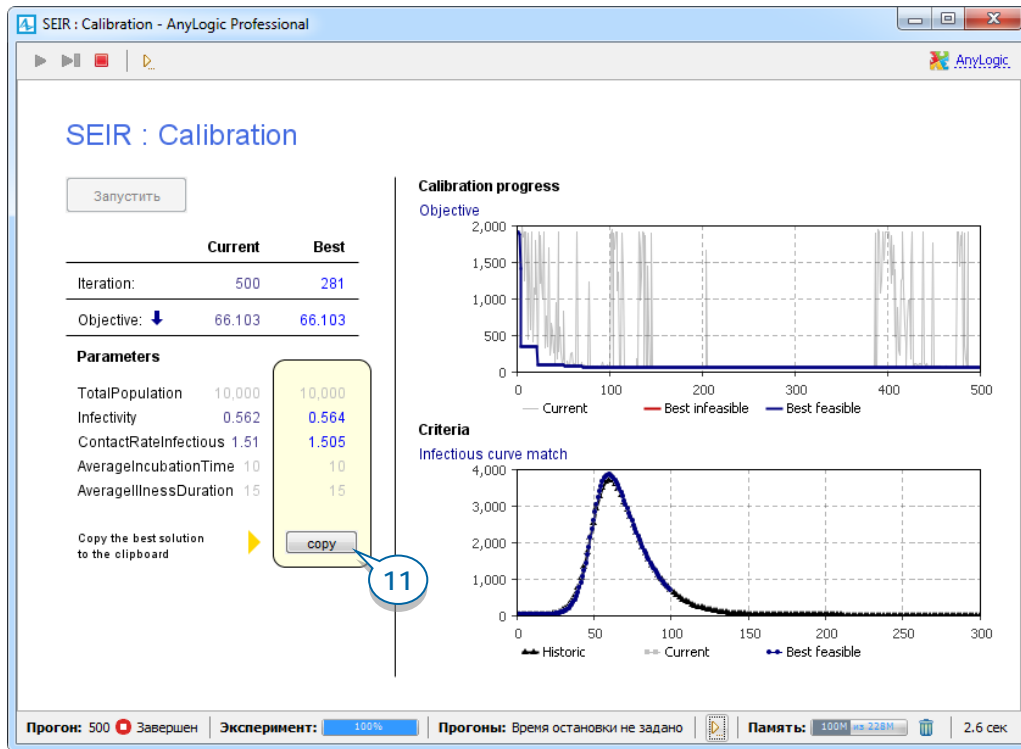 SEIR : Calibration - AnyLogic Professional
AnyLogic
SEIR : Calibration
Запустить
Current Best
Iteration: 500 281
Objective: 66.103 66.103
Parameters
TotalPopulation 10,000 10,000
Infectivity 0.562 0.564
ContactRateInfectious 1.51 1.505
AverageIncubationTime 10 10
AverageIllnessDuration 15 15
Copy the best solution
to the clipboard
copy
11
Calibration progress
Objective
2,000
1,500
1,000
500
0
0 100 200 300 400 500
Current Best infeasible Best feasible
Criteria
Infectious curve match
4,000
3,000
2,000
1,000
0
0 50 100 150 200 250 300
Historic Current Best feasible
Прогон: 500 Завершен Эксперимент: 100% Прогоны: Время остановки не задано Память: 100M из 228M 2.6 сек